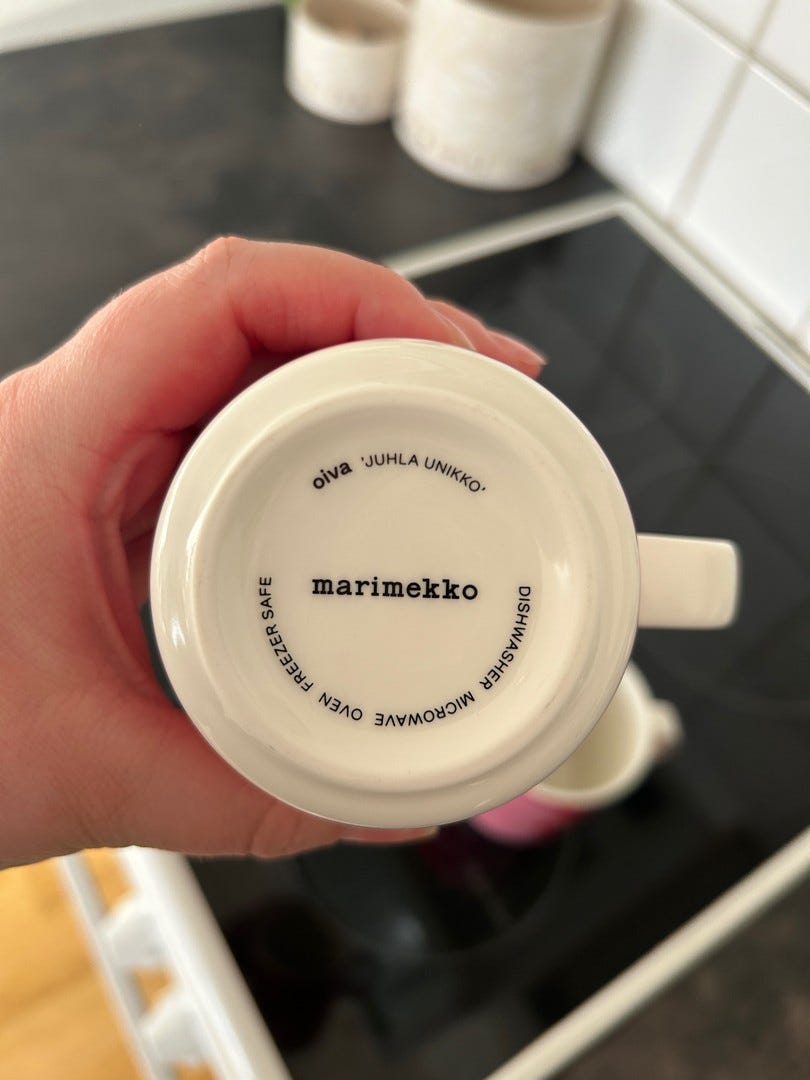 oiva 'JUHLA UNIKKO'
marimekko
DISHWASHER MICROWAVE OVEN FREEZER SAFE